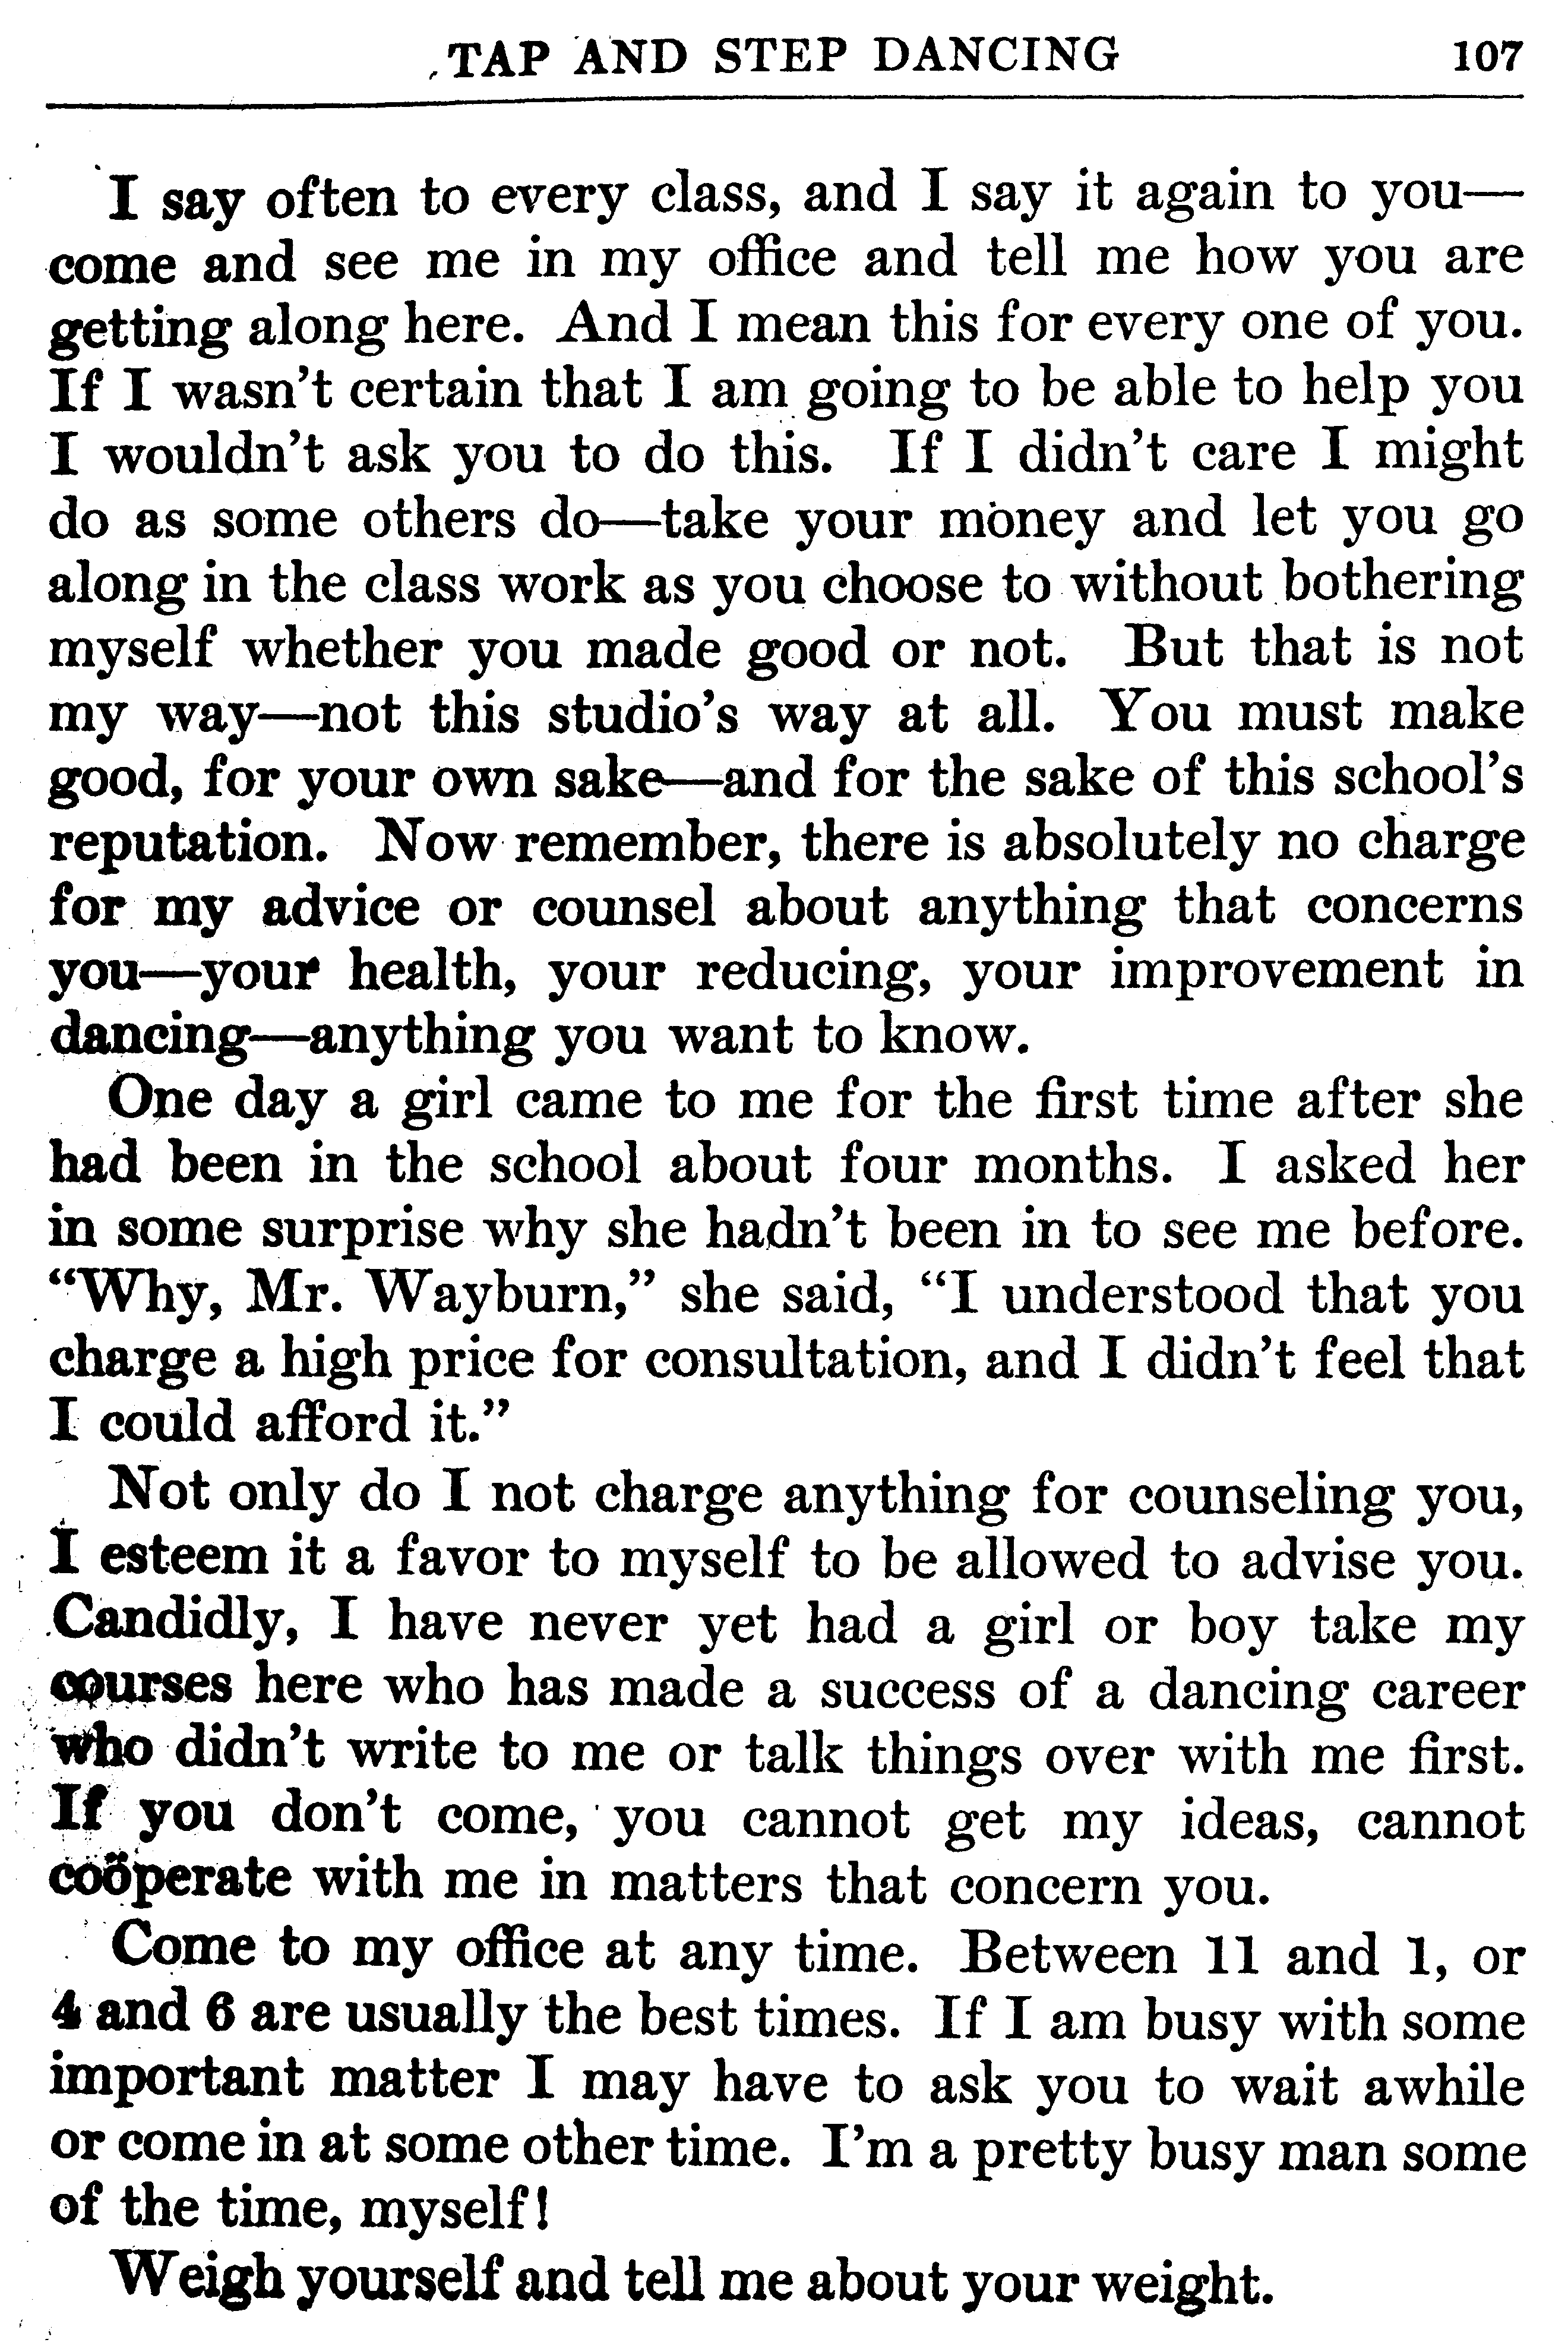 TAP AND STEP DANCING 107
I say often to every class, and I say it again to you—
come and see me in my office and tell me how you are
getting along here. And I mean this for every one of you.
If I wasn't certain that I am going to be able to help you
I wouldn't ask you to do this. If I didn't care I might
do as some others do—take your money and let you go
along in the class work as you choose to without bothering
myself whether you made good or not. But that is not
my way—not this studio's way at all. You must make
good, for your own sake—and for the sake of this school's
reputation. Now remember, there is absolutely no charge
for my advice or counsel about anything that concerns
you—your health, your reducing, your improvement in
dancing—anything you want to know.
One day a girl came to me for the first time after she
had been in the school about four months. I asked her
in some surprise why she hadn't been in to see me before.
“Why, Mr. Wayburn,” she said, “I understood that you
charge a high price for consultation, and I didn't feel that
I could afford it.”
Not only do I not charge anything for counseling you,
I esteem it a favor to myself to be allowed to advise you.
Candidly, I have never yet had a girl or boy take my
courses here who has made a success of a dancing career
who didn't write to me or talk things over with me first.
If you don't come, you cannot get my ideas, cannot
coöperate with me in matters that concern you.
Come to my office at any time. Between 11 and 1, or
4 and 6 are usually the best times. If I am busy with some
important matter I may have to ask you to wait awhile
or come in at some other time. I'm a pretty busy man some
of the time, myself!
Weigh yourself and tell me about your weight.